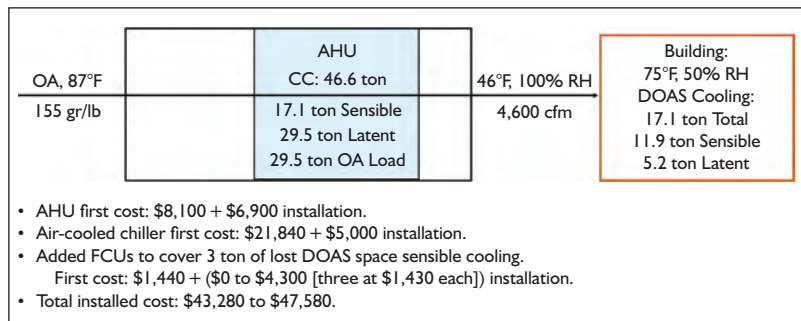 AHU
CC: 46.6 ton
17.1 ton Sensible
29.5 ton Latent
29.5 ton OA Load
OA, 87°F
155 gr/lb
46°F, 100% RH
4,600 cfm
Building:
75°F, 50% RH
DOAS Cooling:
17.1 ton Total
11.9 ton Sensible
5.2 ton Latent
• AHU first cost: $8,100 + $6,900 installation.
• Air-cooled chiller first cost: $21,840 + $5,000 installation.
• Added FCUs to cover 3 ton of lost DOAS space sensible cooling.
First cost: $1,440 + ($0 to $4,300 [three at $1,430 each]) installation.
• Total installed cost: $43,280 to $47,580.